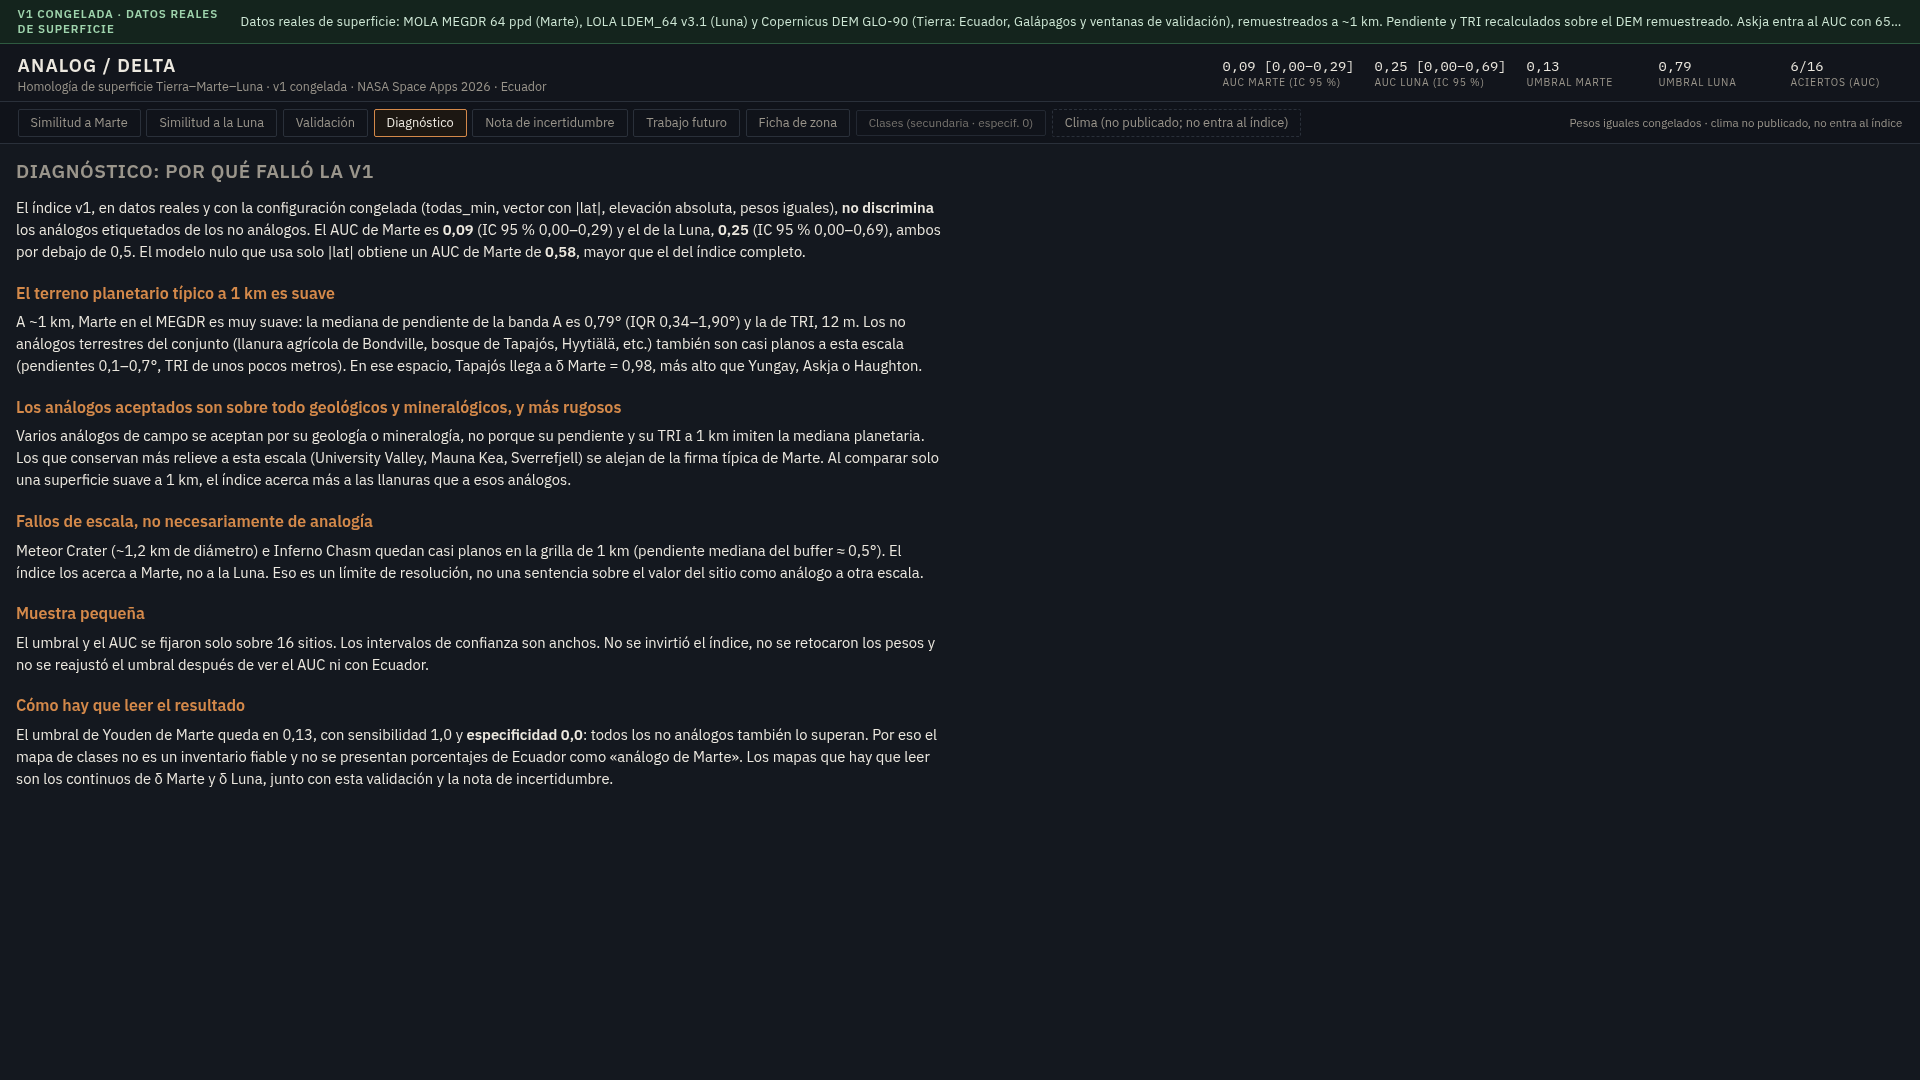 V1 CONGELADA · DATOS REALES
DE SUPERFICIE
Datos reales de superficie: MOLA MEGDR 64 ppd (Marte), LOLA LDEM_64 v3.1 (Luna) y Copernicus DEM GLO-90 (Tierra: Ecuador, Galápagos y ventanas de validación), remuestreados a ~1 km. Pendiente y TRI recalculados sobre el DEM remuestreado. Askja entra al AUC con 65…
ANALOG / DELTA
Homología de superficie Tierra–Marte–Luna · v1 congelada · NASA Space Apps 2026 · Ecuador
0,09 [0,00–0,29]
AUC MARTE (IC 95 %)
0,25 [0,00–0,69]
AUC LUNA (IC 95 %)
0,13
UMBRAL MARTE
0,79
UMBRAL LUNA
6/16
ACIERTOS (AUC)
Similitud a Marte
Similitud a la Luna
Validación
Diagnóstico
Nota de incertidumbre
Trabajo futuro
Ficha de zona
Clases (secundaria · especif. 0)
Clima (no publicado; no entra al índice)
Pesos iguales congelados · clima no publicado, no entra al índice
DIAGNÓSTICO: POR QUÉ FALLÓ LA V1
El índice v1, en datos reales y con la configuración congelada (todas_min, vector con |lat|, elevación absoluta, pesos iguales), no discrimina
los análogos etiquetados de los no análogos. El AUC de Marte es 0,09 (IC 95 % 0,00–0,29) y el de la Luna, 0,25 (IC 95 % 0,00–0,69), ambos
por debajo de 0,5. El modelo nulo que usa solo |lat| obtiene un AUC de Marte de 0,58, mayor que el del índice completo.
El terreno planetario típico a 1 km es suave
A ~1 km, Marte en el MEGDR es muy suave: la mediana de pendiente de la banda A es 0,79° (IQR 0,34–1,90°) y la de TRI, 12 m. Los no
análogos terrestres del conjunto (llanura agrícola de Bondville, bosque de Tapajós, Hyytiälä, etc.) también son casi planos a esta escala
(pendientes 0,1–0,7°, TRI de unos pocos metros). En ese espacio, Tapajós llega a δ Marte = 0,98, más alto que Yungay, Askja o Haughton.
Los análogos aceptados son sobre todo geológicos y mineralógicos, y más rugosos
Varios análogos de campo se aceptan por su geología o mineralogía, no porque su pendiente y su TRI a 1 km imiten la mediana planetaria.
Los que conservan más relieve a esta escala (University Valley, Mauna Kea, Sverrefjell) se alejan de la firma típica de Marte. Al comparar solo
una superficie suave a 1 km, el índice acerca más a las llanuras que a esos análogos.
Fallos de escala, no necesariamente de analogía
Meteor Crater (~1,2 km de diámetro) e Inferno Chasm quedan casi planos en la grilla de 1 km (pendiente mediana del buffer ≈ 0,5°). El
índice los acerca a Marte, no a la Luna. Eso es un límite de resolución, no una sentencia sobre el valor del sitio como análogo a otra escala.
Muestra pequeña
El umbral y el AUC se fijaron solo sobre 16 sitios. Los intervalos de confianza son anchos. No se invirtió el índice, no se retocaron los pesos y
no se reajustó el umbral después de ver el AUC ni con Ecuador.
Cómo hay que leer el resultado
El umbral de Youden de Marte queda en 0,13, con sensibilidad 1,0 y especificidad 0,0: todos los no análogos también lo superan. Por eso el
mapa de clases no es un inventario fiable y no se presentan porcentajes de Ecuador como «análogo de Marte». Los mapas que hay que leer
son los continuos de δ Marte y δ Luna, junto con esta validación y la nota de incertidumbre.